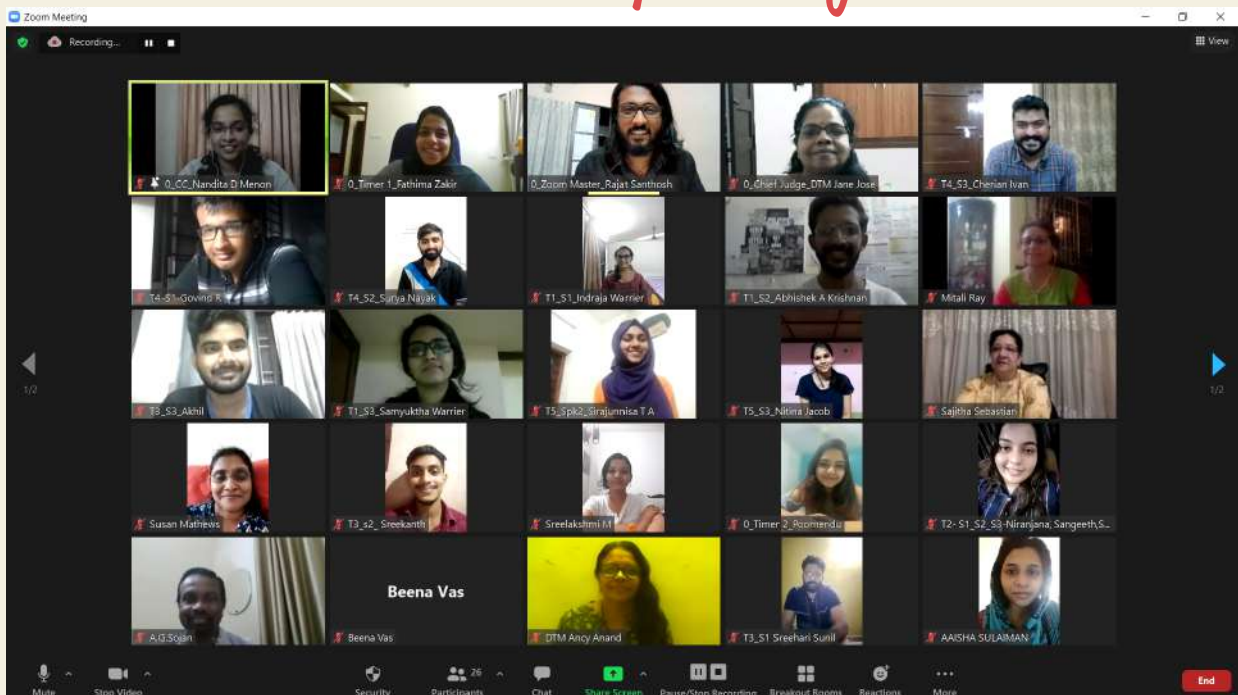 Zoom Meeting
Recording...
View
0_CC_Nandita D Menon
0_Timer 1_Fathima Zakir
0_Zoom Master_Rajat Santhosh
0_Chief Judge_DTM Jane Jose
T4_S3_Cherian Ivan
T4-S1-Govind R
T4_S2_Surya Nayak
T1_S1_Indraja Warrier
T1_S2_Abhishek A Krishnan
Mitali Ray
1/2
1/2
T3_S3_Akhil
T1_S3_Samyuktha Warrier
T5_Spk2_Sirajunnisa T A
T5_S3_Nitina Jacob
Sajitha Sebastian
Susan Mathews
T3_s2_ Sreekanth
Sreelakshmi M
0_Timer 2_Poornendu
T2- S1_S2_S3-Niranjana, Sangeeth,S...
A.G.Sojan
Beena Vas
Beena Vas
DTM Ancy Anand
T3_S1 Sreehari Sunil
AAISHA SULAIMAN
Mute
Stop Video
Security
Participants
26
Chat
Share Screen
Pause/Stop Recording
Breakout Rooms
Reactions
More
End